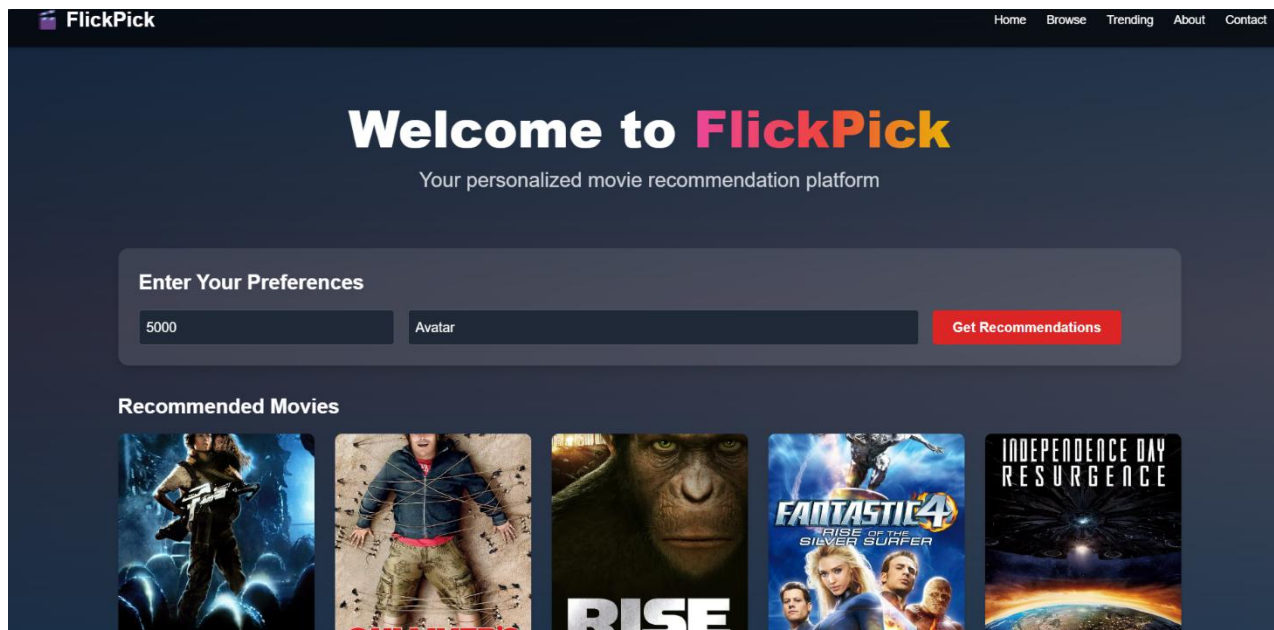 FlickPick
Home Browse Trending About Contact
Welcome to FlickPick
Your personalized movie recommendation platform
Enter Your Preferences
5000
Avatar
Get Recommendations
Recommended Movies
RISE
FANTASTIC 4
RISE OF THE
SILVER SURFER
INDEPENDENCE DAY
RESURGENCE